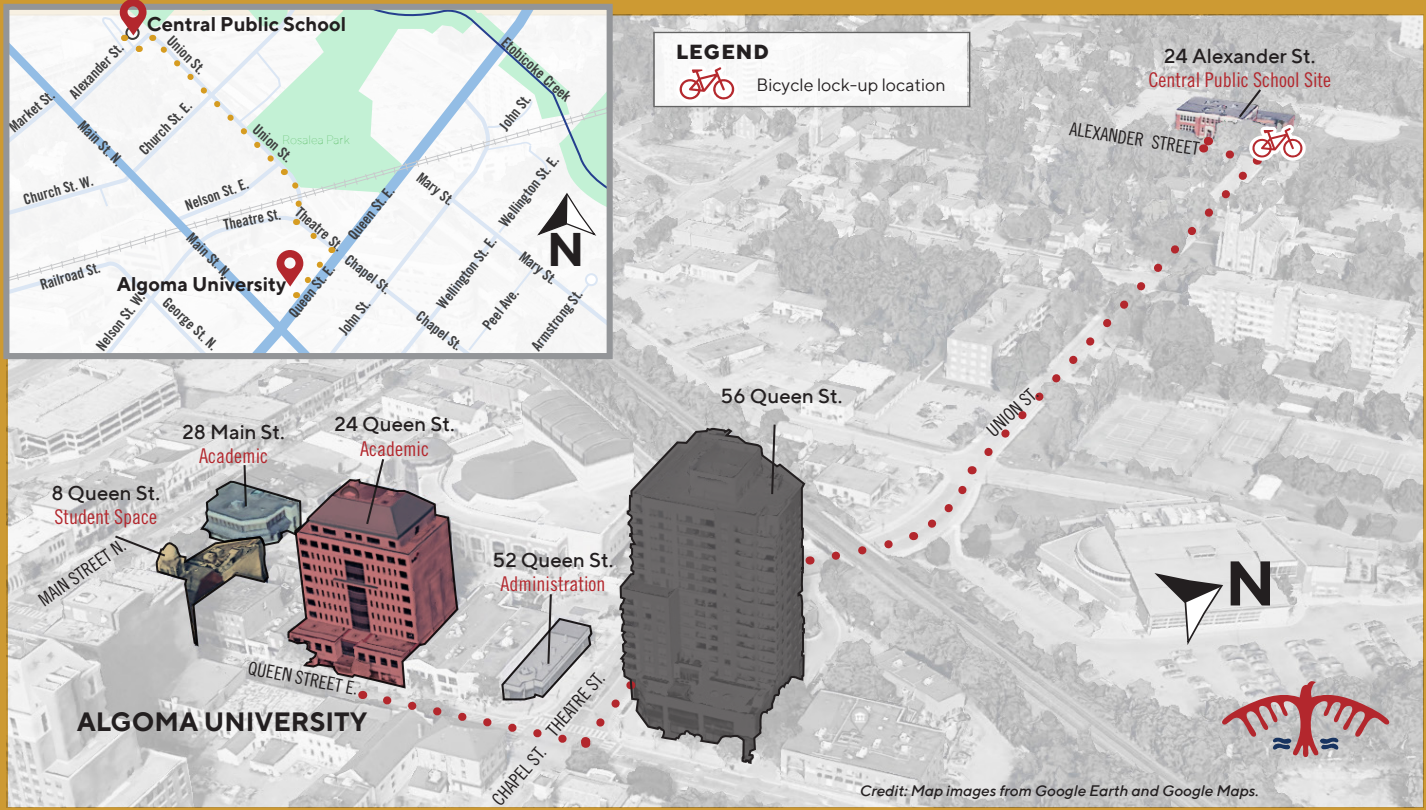 Central Public School
Alexander St.
Union St.
Etobicoke Creek
Market St.
Main St. N
Church St. E.
Union St.
Rosalea Park
John St.
Church St. W.
Nelson St. E.
Mary St.
Wellington St. E.
Theatre St.
Theatre St.
Queen St. E.
N
Main St. N
Railroad St.
Algoma University
Queen St. E.
Chapel St.
Wellington St. E.
Mary St.
Nelson St. W.
George St. N.
John St.
Chapel St.
Peel Ave.
Armstrong St.
LEGEND
Bicycle lock-up location
24 Alexander St.
Central Public School Site
ALEXANDER STREET
UNION ST.
56 Queen St.
28 Main St.
Academic
24 Queen St.
Academic
8 Queen St.
Student Space
MAIN STREET N.
52 Queen St.
Administration
N
QUEEN STREET E.
THEATRE ST.
CHAPEL ST.
ALGOMA UNIVERSITY
Credit: Map images from Google Earth and Google Maps.